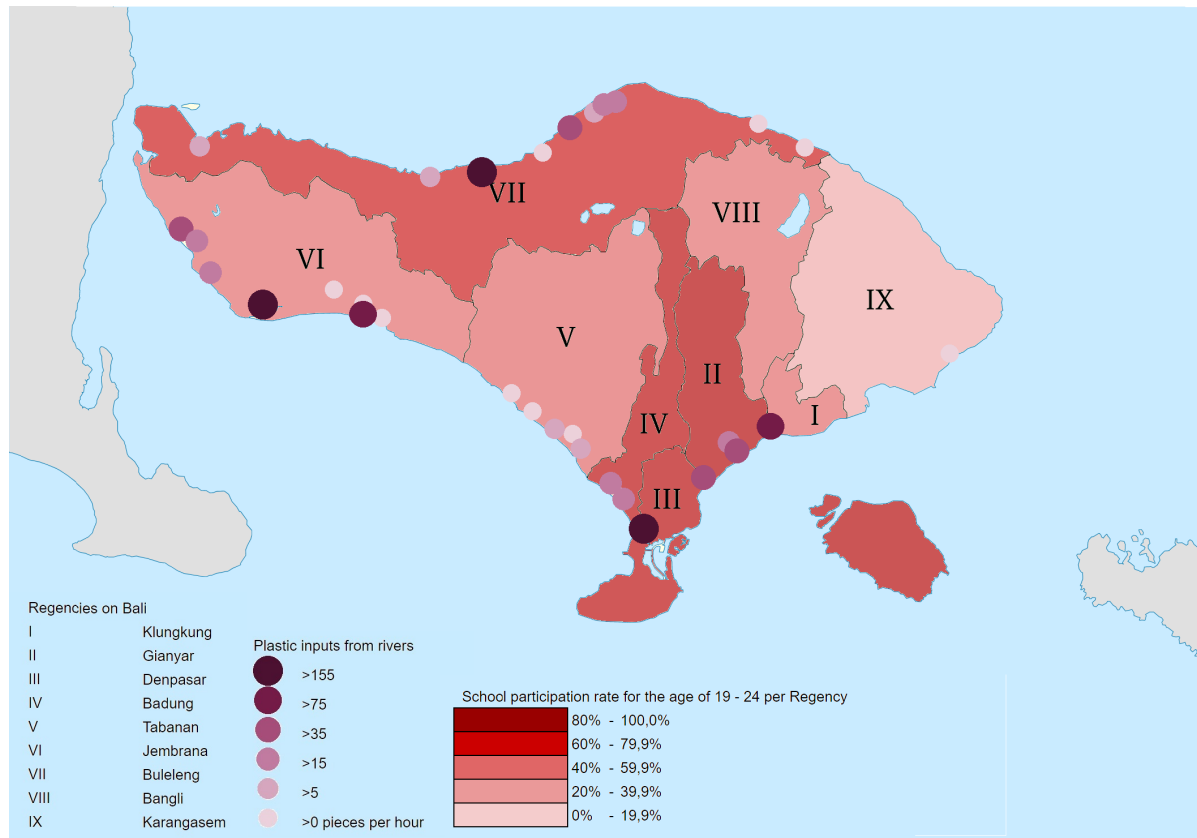 VII
VIII
VI
IX
V
II
I
IV
III
Regencies on Bali
I Klungkung
II Gianyar
III Denpasar
IV Badung
V Tabanan
VI Jembrana
VII Buleleng
VIII Bangli
IX Karangasem
Plastic inputs from rivers
>155
>75
>35
>15
>5
>0 pieces per hour
School participation rate for the age of 19 - 24 per Regency
80% - 100,0%
60% - 79,9%
40% - 59,9%
20% - 39,9%
0% - 19,9%